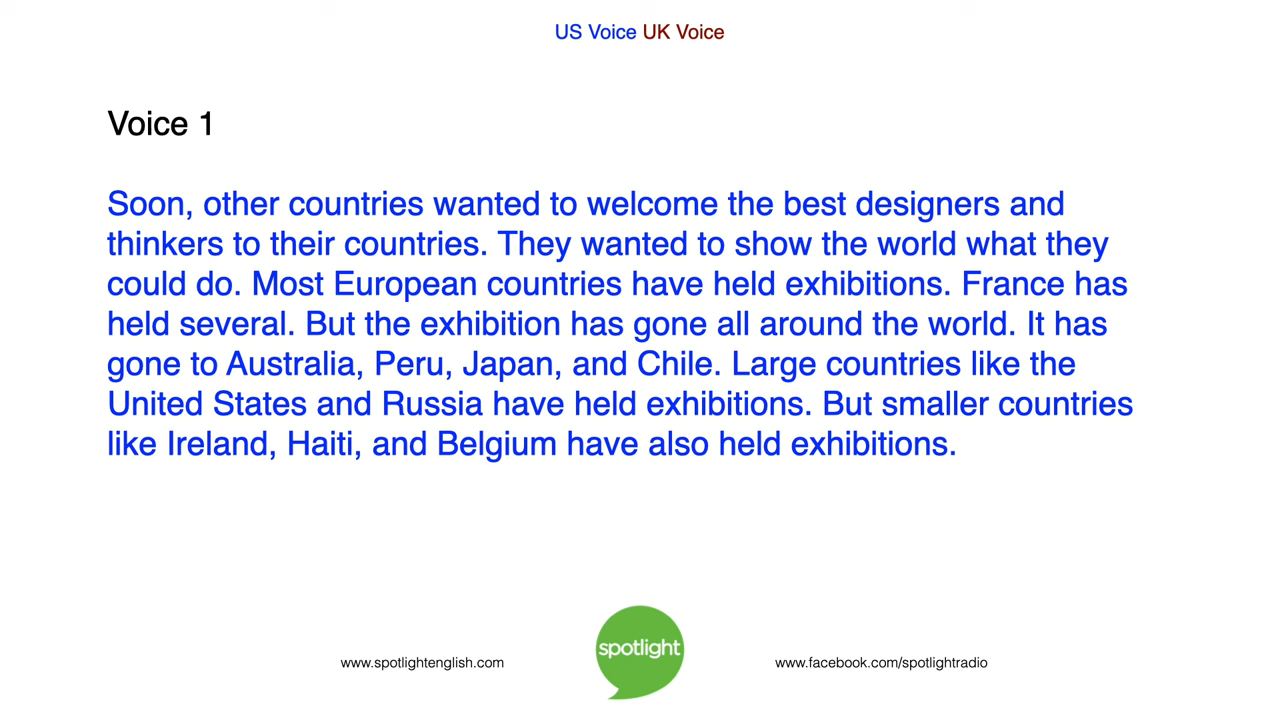 US Voice UK Voice
Voice 1
Soon, other countries wanted to welcome the best designers and
thinkers to their countries. They wanted to show the world what they
could do. Most European countries have held exhibitions. France has
held several. But the exhibition has gone all around the world. It has
gone to Australia, Peru, Japan, and Chile. Large countries like the
United States and Russia have held exhibitions. But smaller countries
like Ireland, Haiti, and Belgium have also held exhibitions.
spotlight
www.spotlightenglish.com
www.facebook.com/spotlightradio